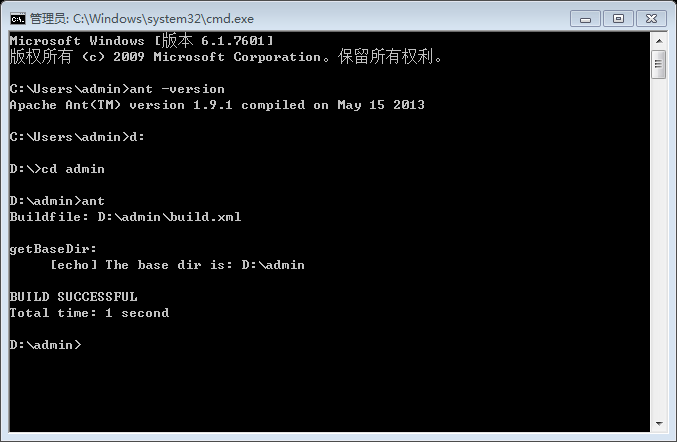 管理员: C:\Windows\system32\cmd.exe
Microsoft Windows [版本 6.1.7601]
版权所有 (c) 2009 Microsoft Corporation。保留所有权利。
C:\Users\admin>ant -version
Apache Ant(TM) version 1.9.1 compiled on May 15 2013
C:\Users\admin>d:
D:\>cd admin
D:\admin>ant
Buildfile: D:\admin\build.xml
getBaseDir:
[echo] The base dir is: D:\admin
BUILD SUCCESSFUL
Total time: 1 second
D:\admin>